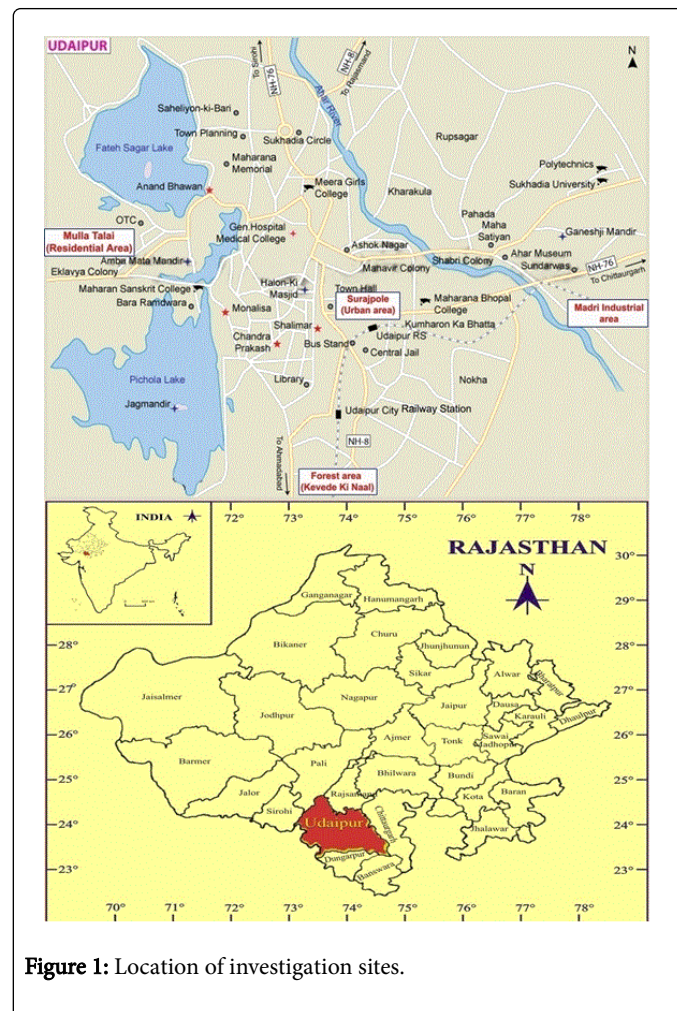 UDAIPUR
N
To Sirohi
NH-76
NH-8
To Rajasmand
Ahar River
Saheliyon-ki-Bari
Town Planning
Sukhadia Circle
Rupsagar
Fateh Sagar Lake
Maharana
Memorial
Polytechnics
Anand Bhawan
Meera Girls
College
Kharakula
Sukhadia University
OTC
Gen.Hospital
Medical College
Pahada
Maha
Satiyan
Ganeshji Mandir
Mulla Talai
(Residential Area)
Ashok Nagar
Amba Mata Mandir
Mahavir Colony
Shabri Colony
Ahar Museum
Sundarwas
Eklavya Colony
NH-76
To Chittaurgarh
Maharan Sanskrit College
Haion-Ki
Masjid
Town Hall
Surajpole
(Urban area)
Maharana Bhopal
College
Madri Industrial
area
Bara Ramdwara
Monalisa
Shalimar
Kumharon Ka Bhatta
Udaipur RS
Chandra
Prakash
Bus Stand
Central Jail
Pichola Lake
Library
Nokha
Jagmandir
Udaipur City Railway Station
To Ahmadabad
NH-8
Forest area
(Kevede Ki Naal)
INDIA
72° 73° 74° 75° 76° 77° 78°
RAJASTHAN
N
30°
29°
28°
27°
26°
25°
24°
23°
28°
27°
26°
25°
24°
23°
Ganganagar
Hanumangarh
Churu
Jhunjhunun
Bikaner
Sikar
Alwar
Bharatpur
Jaisalmer
Nagapur
Jaipur
Dausa
Jodhpur
Karauli
Dhaulpur
Ajmer
Tonk
Sawai
Madhopur
Barmer
Pali
Bhilwara
Bundi
Jalor
Rajsamand
Kota
Baran
Sirohi
Chittaurgarh
Udaipur
Jhalawar
Dungarpur
Banswara
70° 71° 72° 73° 74° 75° 76° 77° 78°
Figure 1: Location of investigation sites.